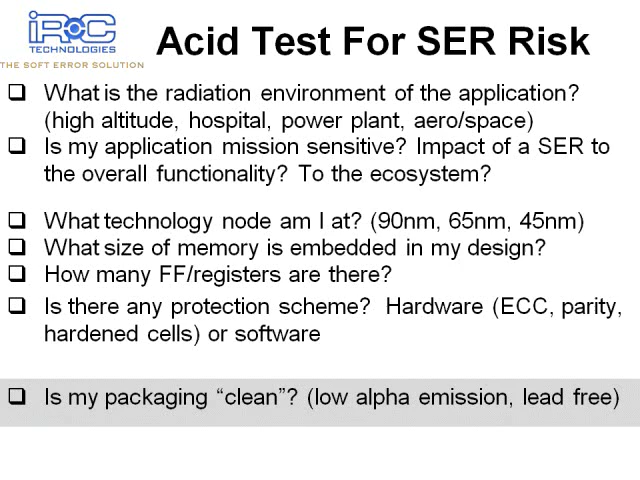 iRoC
TECHNOLOGIES
THE SOFT ERROR SOLUTION
Acid Test For SER Risk
What is the radiation environment of the application?
(high altitude, hospital, power plant, aero/space)
Is my application mission sensitive? Impact of a SER to
the overall functionality? To the ecosystem?
What technology node am I at? (90nm, 65nm, 45nm)
What size of memory is embedded in my design?
How many FF/registers are there?
Is there any protection scheme? Hardware (ECC, parity,
hardened cells) or software
Is my packaging “clean”? (low alpha emission, lead free)